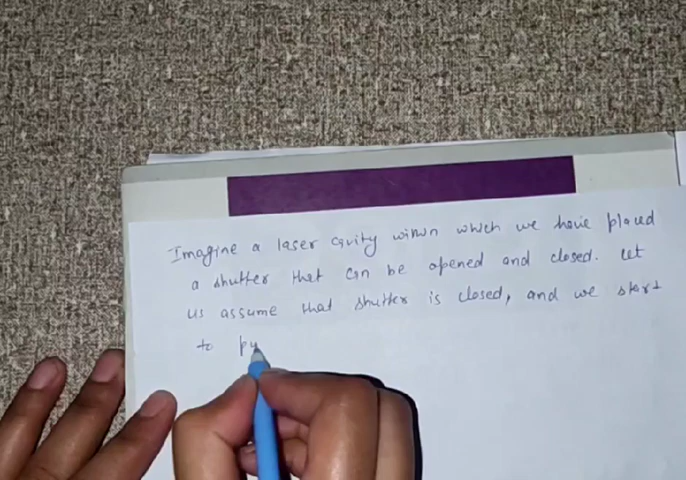 Imagine a laser cavity within which we have placed
a shutter that can be opened and closed. Let
us assume that shutter is closed, and we start
to pu